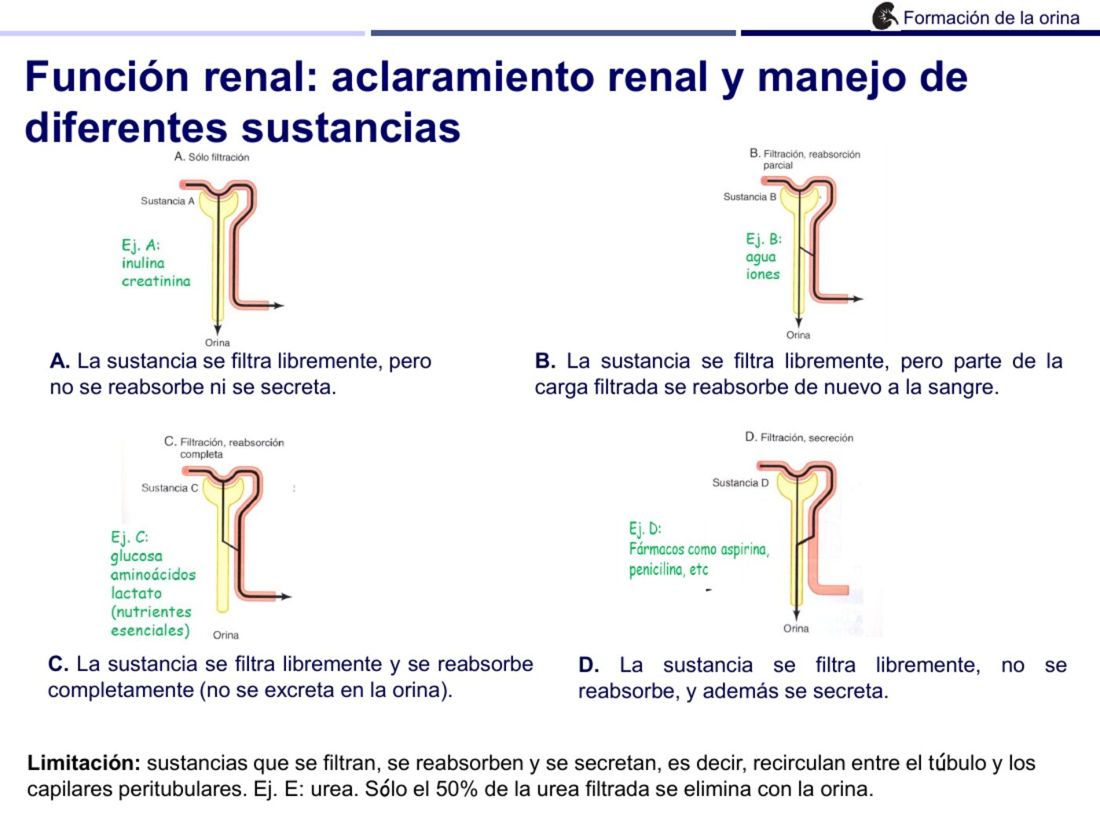 Formación de la orina
Función renal: aclaramiento renal y manejo de
diferentes sustancias
A. Sólo filtración
Sustancia A
Ej. A:
inulina
creatinina
Orina
A. La sustancia se filtra libremente, pero
no se reabsorbe ni se secreta.
B. Filtración, reabsorción
parcial
Sustancia B
Ej. B:
agua
iones
Orina
B. La sustancia se filtra libremente, pero parte de la
carga filtrada se reabsorbe de nuevo a la sangre.
C. Filtración, reabsorción
completa
Sustancia C
Ej. C:
glucosa
aminoácidos
lactato
(nutrientes
esenciales)
Orina
C. La sustancia se filtra libremente y se reabsorbe
completamente (no se excreta en la orina).
D. Filtración, secreción
Sustancia D
Ej. D:
Fármacos como aspirina,
penicilina, etc
Orina
D. La sustancia se filtra libremente, no se
reabsorbe, y además se secreta.
Limitación: sustancias que se filtran, se reabsorben y se secretan, es decir, recirculan entre el túbulo y los
capilares peritubulares. Ej. E: urea. Sólo el 50% de la urea filtrada se elimina con la orina.